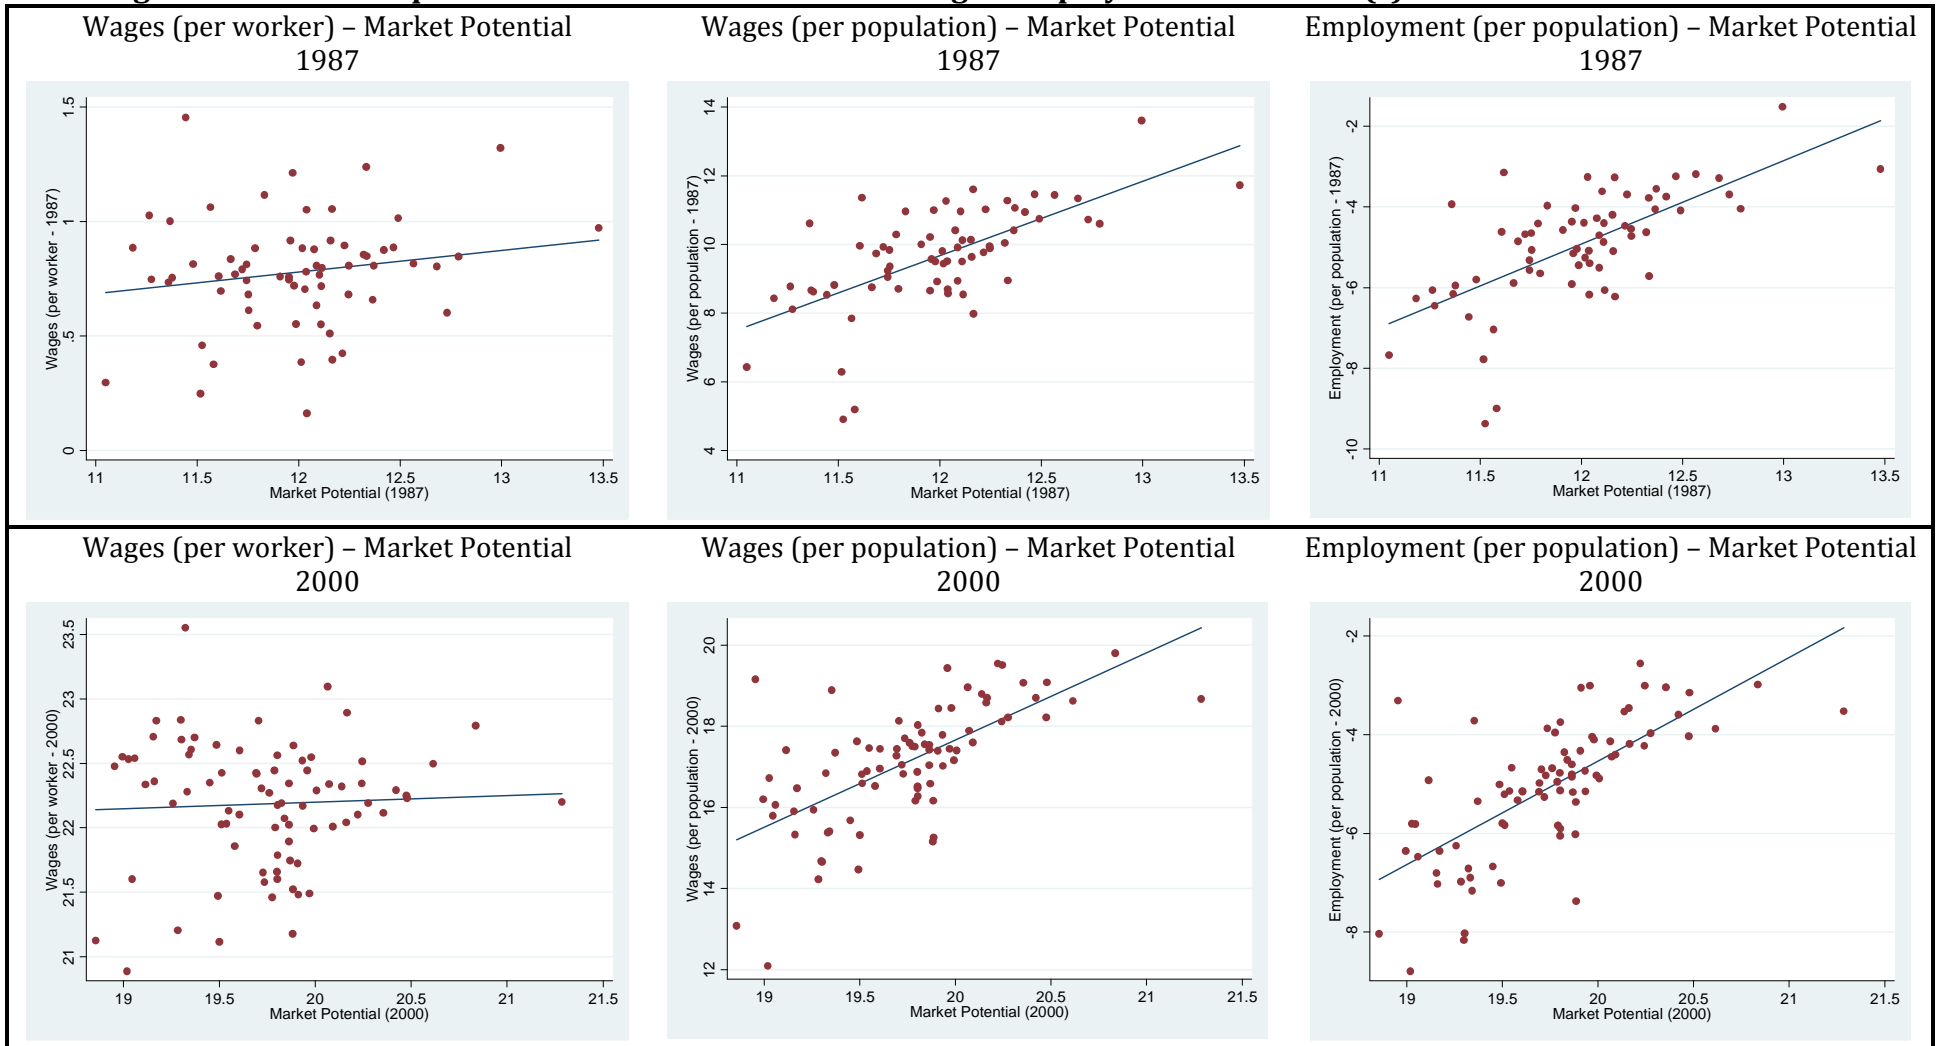 Wages (per worker) – Market Potential
1987
1.5
1
.5
0
Wages (per worker - 1987)
11 11.5 12 12.5 13 13.5
Market Potential (1987)
Wages (per population) – Market Potential
1987
14
12
10
8
6
4
Wages (per population - 1987)
11 11.5 12 12.5 13 13.5
Market Potential (1987)
Employment (per population) – Market Potential
1987
-2
-4
-6
-8
-10
Employment (per population - 1987)
11 11.5 12 12.5 13 13.5
Market Potential (1987)
Wages (per worker) – Market Potential
2000
23.5
23
22.5
22
21.5
21
Wages (per worker - 2000)
19 19.5 20 20.5 21 21.5
Market Potential (2000)
Wages (per population) – Market Potential
2000
20
18
16
14
12
Wages (per population - 2000)
19 19.5 20 20.5 21 21.5
Market Potential (2000)
Employment (per population) – Market Potential
2000
-2
-4
-6
-8
Employment (per population - 2000)
19 19.5 20 20.5 21 21.5
Market Potential (2000)